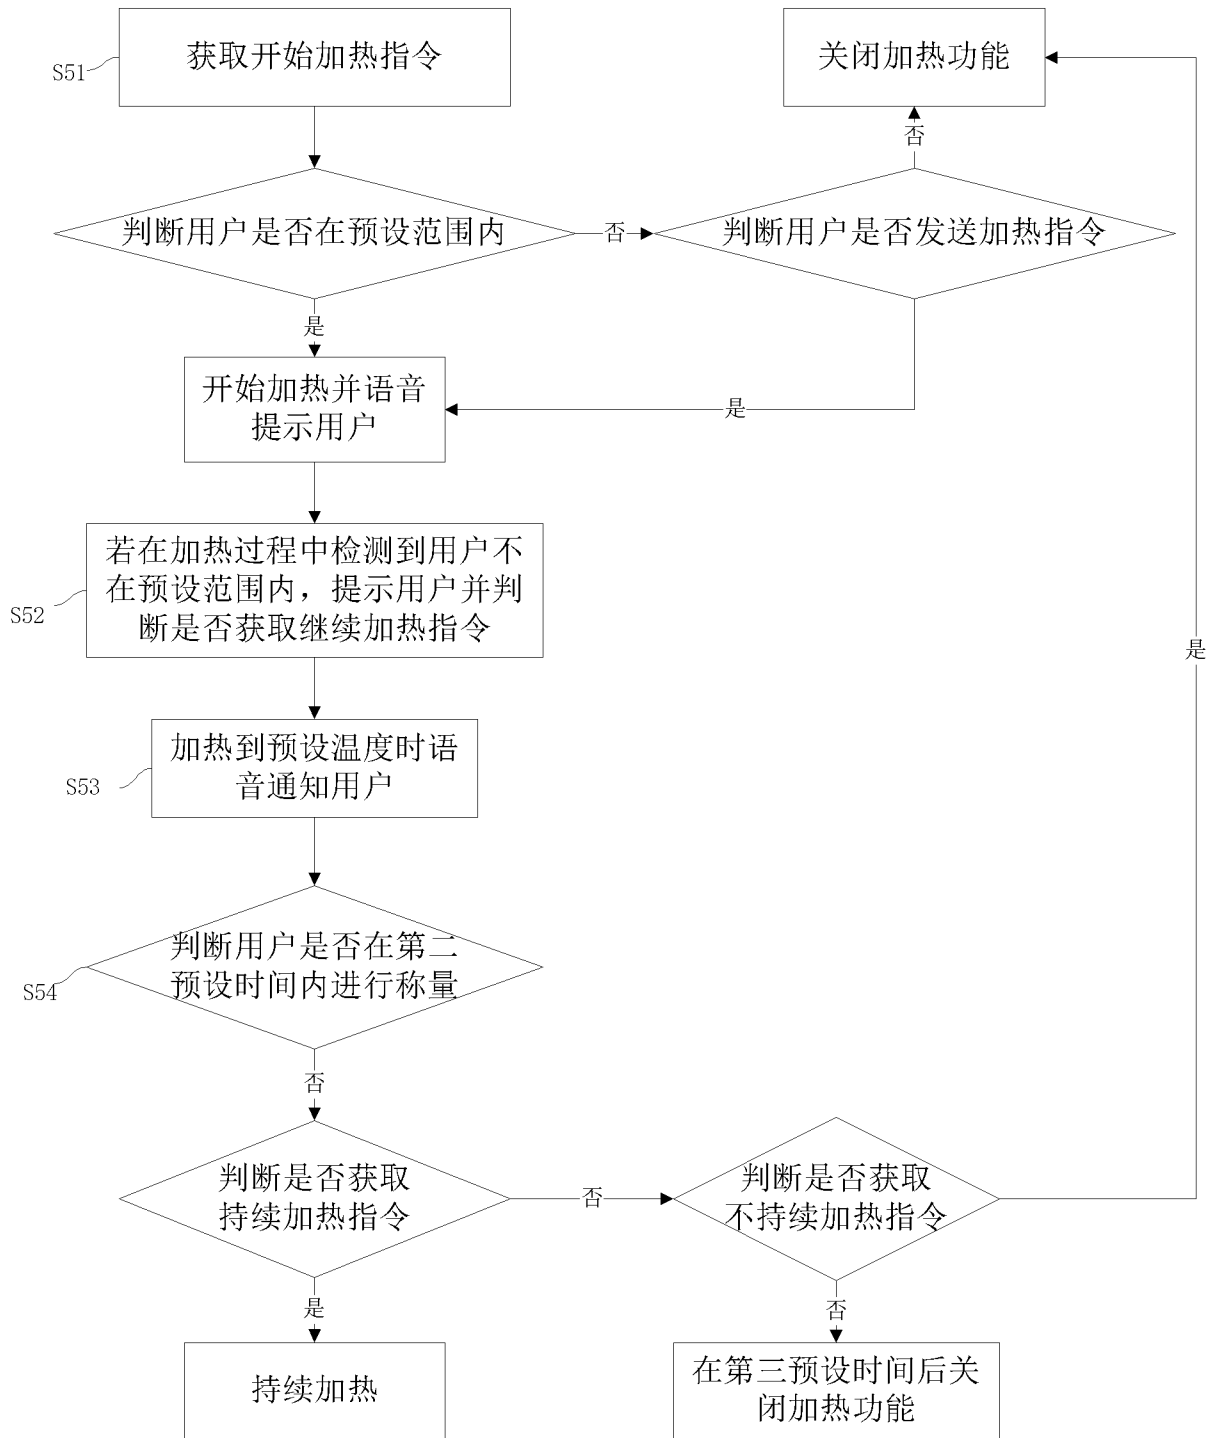 S51
获取开始加热指令
关闭加热功能
否
判断用户是否在预设范围内
否
判断用户是否发送加热指令
是
开始加热并语音
提示用户
是
S52
若在加热过程中检测到用户不
在预设范围内，提示用户并判
断是否获取继续加热指令
是
S53
加热到预设温度时语
音通知用户
S54
判断用户是否在第二
预设时间内进行称量
否
判断是否获取
持续加热指令
否
判断是否获取
不持续加热指令
是
否
持续加热
在第三预设时间后关
闭加热功能